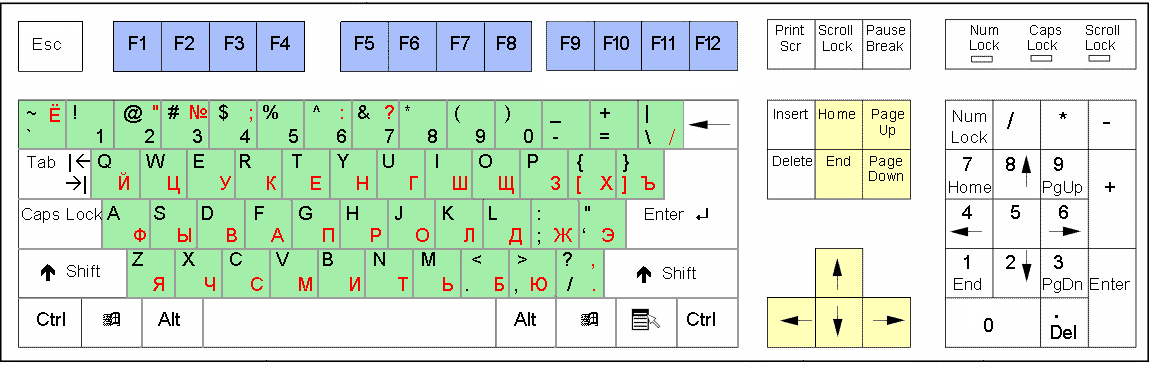 Esc F1 F2 F3 F4 F5 F6 F7 F8 F9 F10 F11 F12 Print Scr Scroll Lock Pause Break Num Lock Caps Lock Scroll Lock
~ Ё ` ! 1 @ " 2 # № 3 $ ; 4 % 5 ^ : 6 & ? 7 * 8 ( 9 ) 0 _ - + = | \ / ← Insert Home Page Up Num Lock / * -
Tab |← →| Q Й W Ц E У R К T Е Y Н U Г I Ш O Щ P З { [ Х } ] Ъ Delete End Page Down 7 Home 8 ↑ 9 PgUp +
Caps Lock A Ф S Ы D В F А G П H Р J О K Л L Д : ; Ж " ‘ Э Enter ↵ 4 ← 5 6 →
↑ Shift Z Я X Ч C С V М B И N Т M Ь < . Б > , Ю ? , / . ↑ Shift ↑ 1 End 2 ↓ 3 PgDn Enter
Ctrl Alt Alt Ctrl ← ↓ → 0 . Del